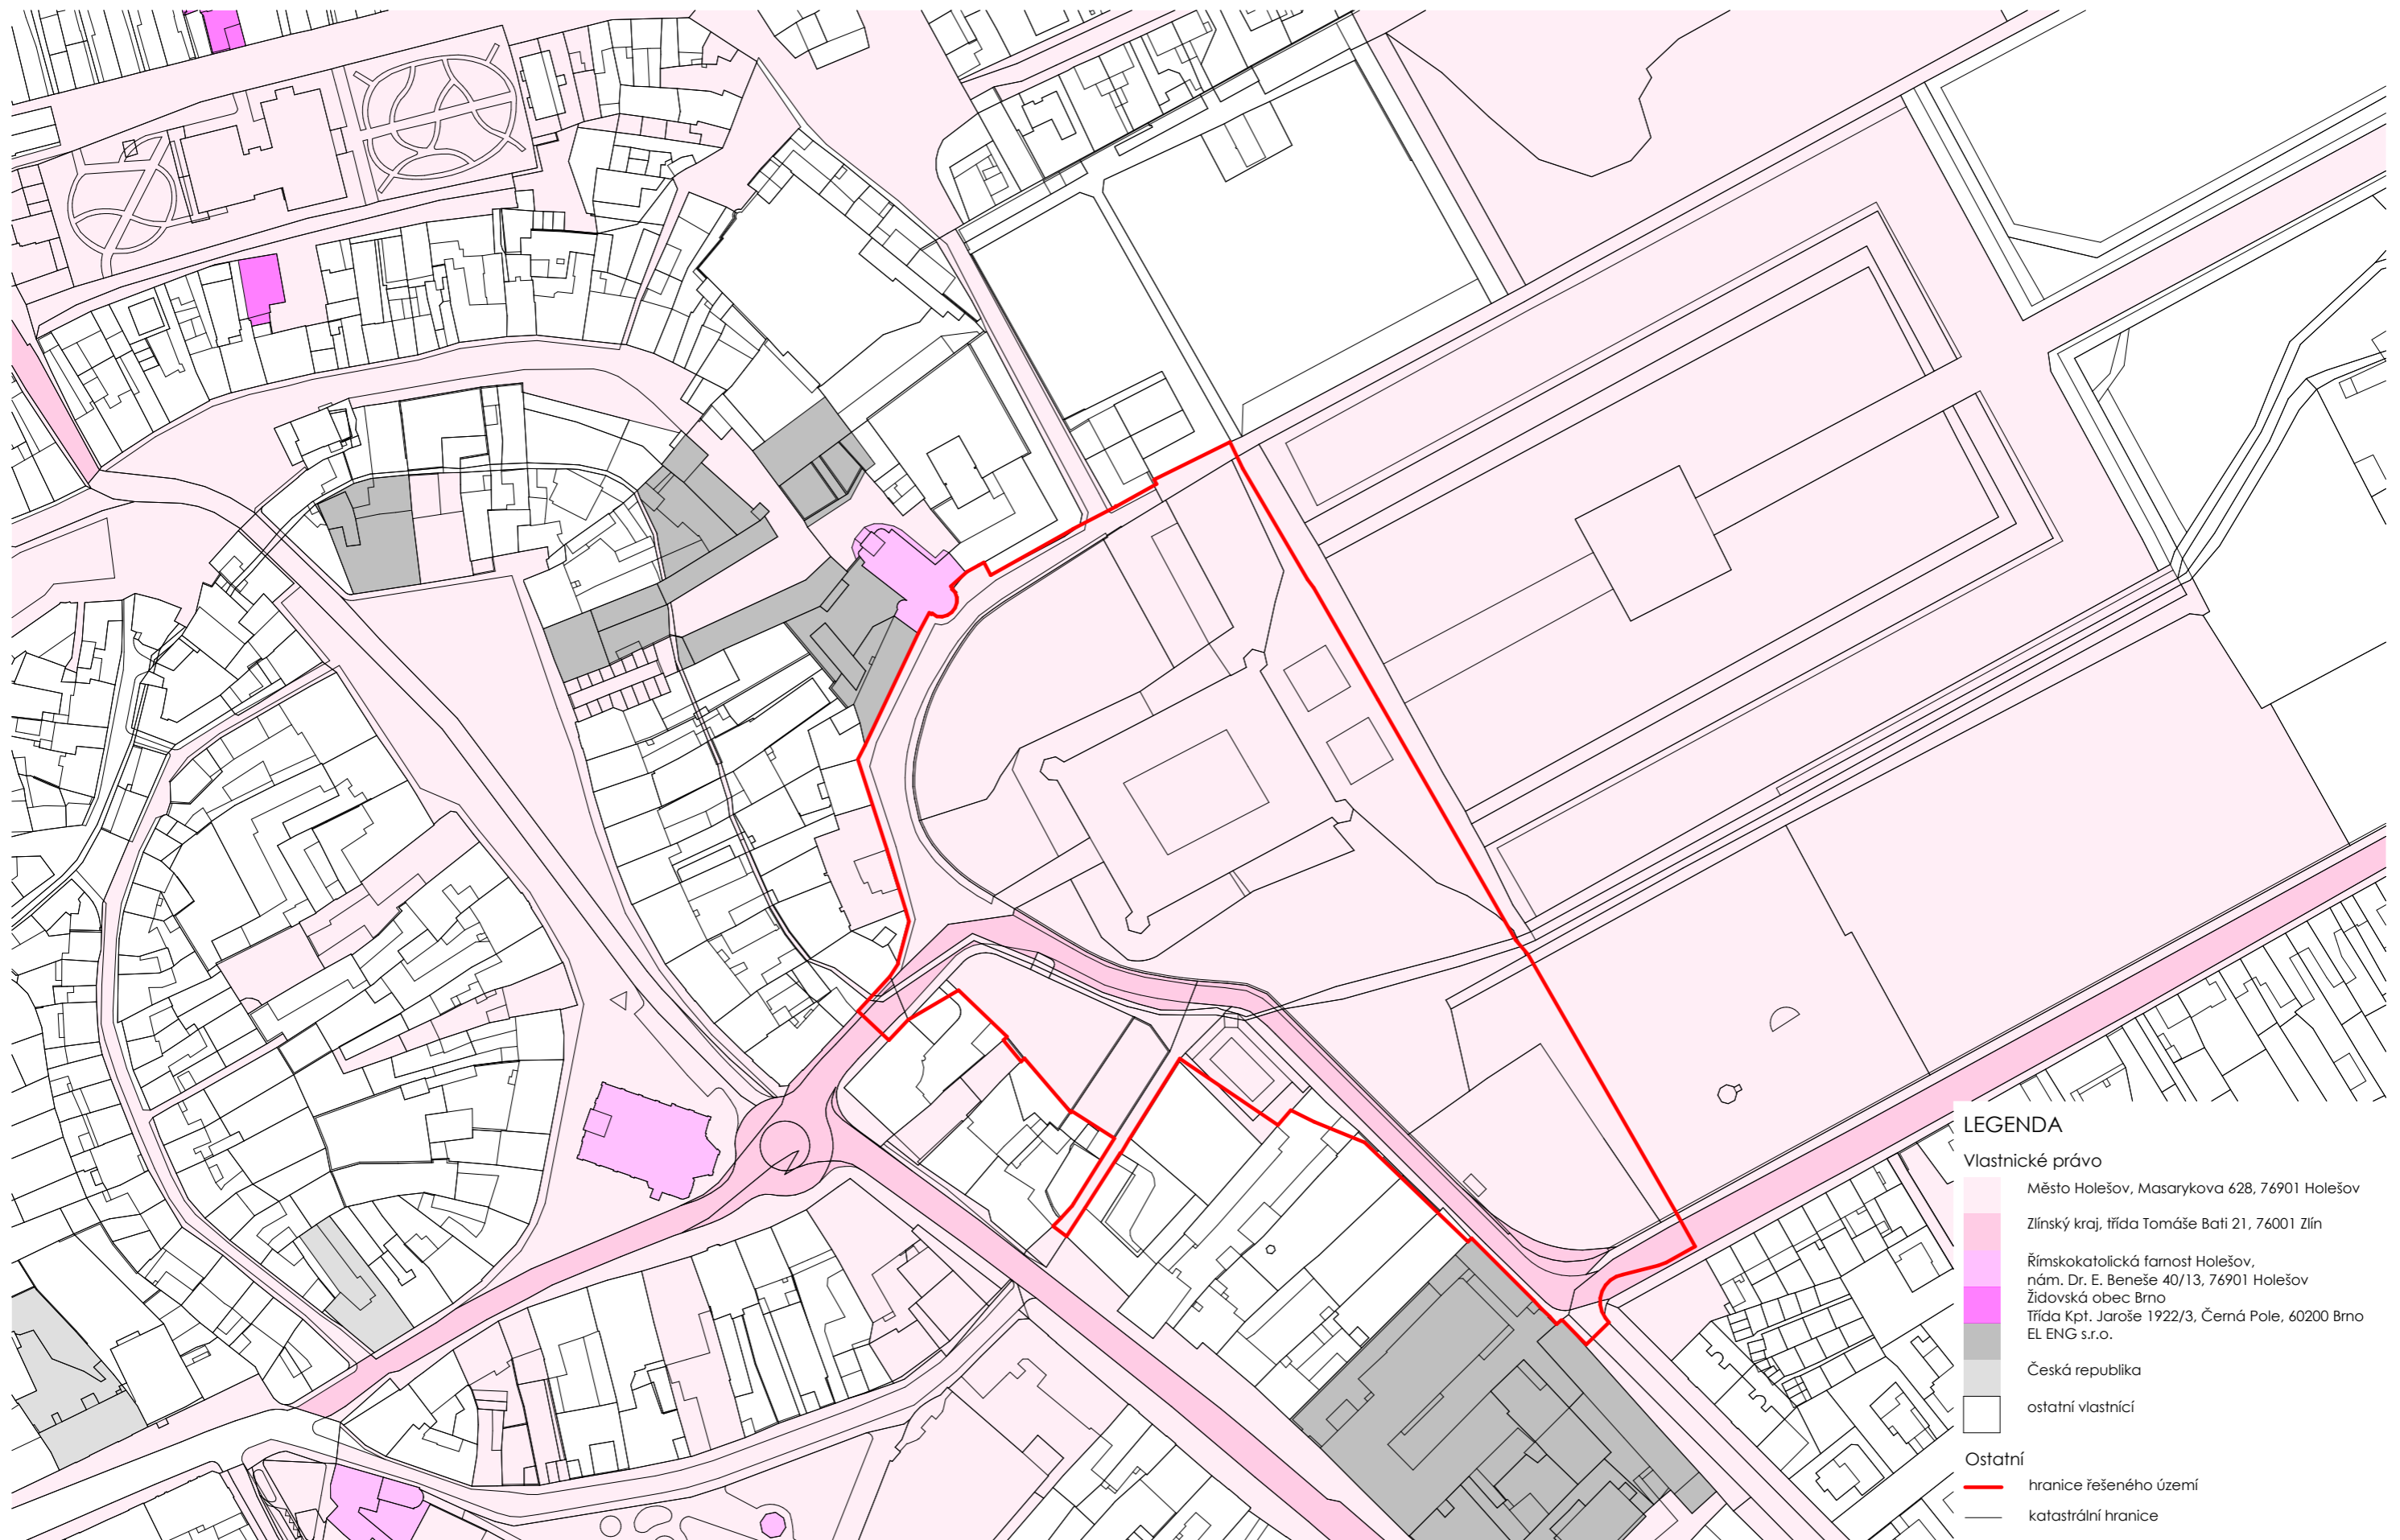 LEGENDA
Vlastnické právo
Město Holešov, Masarykova 628, 76901 Holešov
Zlínský kraj, třída Tomáše Bati 21, 76001 Zlín
Římskokatolická farnost Holešov,
nám. Dr. E. Beneše 40/13, 76901 Holešov
Židovská obec Brno
Třída Kpt. Jaroše 1922/3, Černá Pole, 60200 Brno
EL ENG s.r.o.
Česká republika
ostatní vlastnící
Ostatní
hranice řešeného území
katastrální hranice